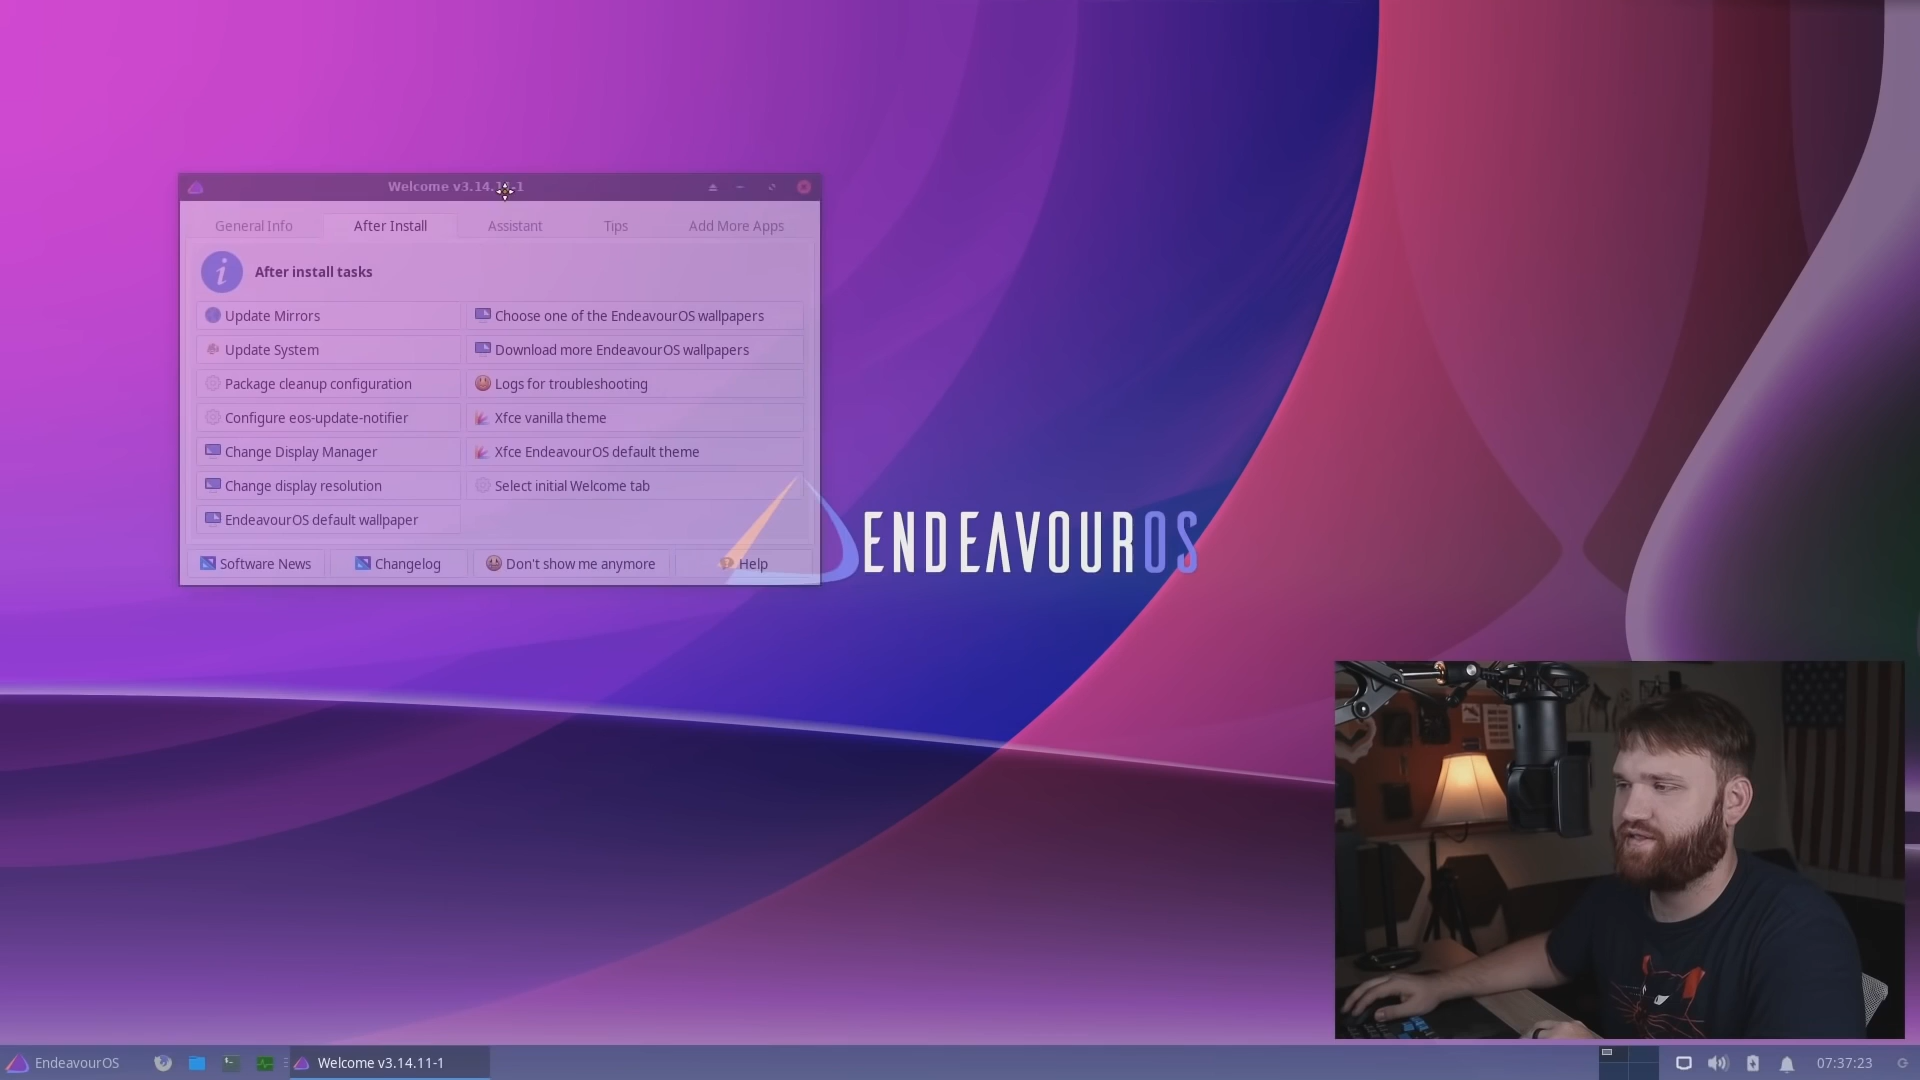 Welcome v3.14.11-1
General Info
After Install
Assistant
Tips
Add More Apps
After install tasks
Update Mirrors
Choose one of the EndeavourOS wallpapers
Update System
Download more EndeavourOS wallpapers
Package cleanup configuration
Logs for troubleshooting
Configure eos-update-notifier
Xfce vanilla theme
Change Display Manager
Xfce EndeavourOS default theme
Change display resolution
Select initial Welcome tab
EndeavourOS default wallpaper
Software News
Changelog
Don't show me anymore
Help
ENDEAVOUROS
EndeavourOS
Welcome v3.14.11-1
07:37:23